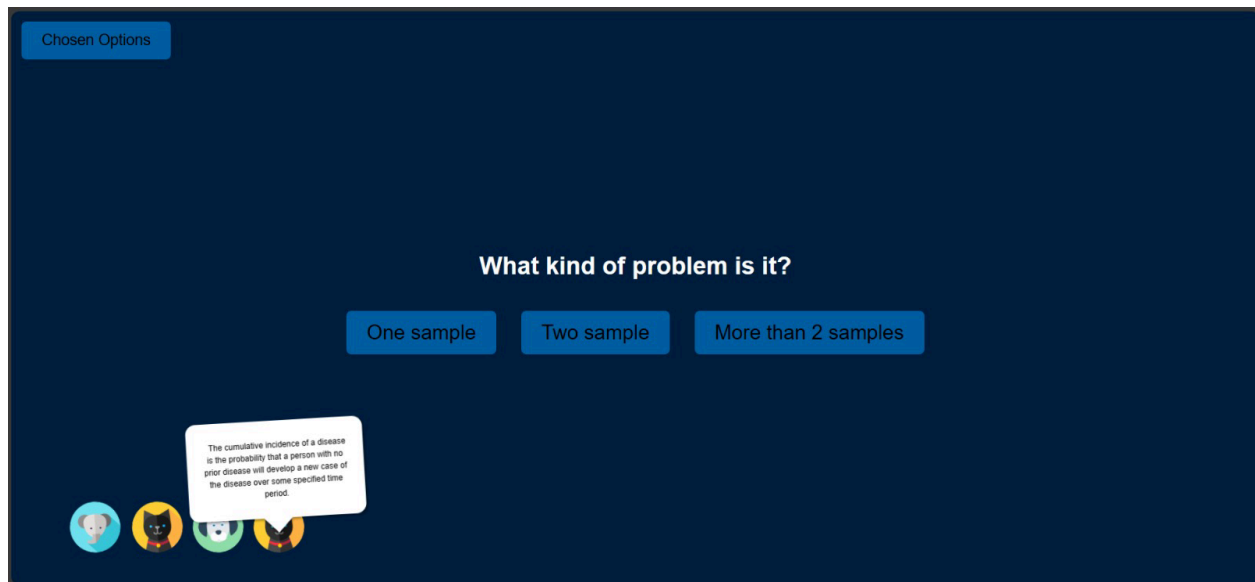 Chosen Options
What kind of problem is it?
One sample
Two sample
More than 2 samples
The cumulative incidence of a disease
is the probability that a person with no
prior disease will develop a new case of
the disease over some specified time
period.